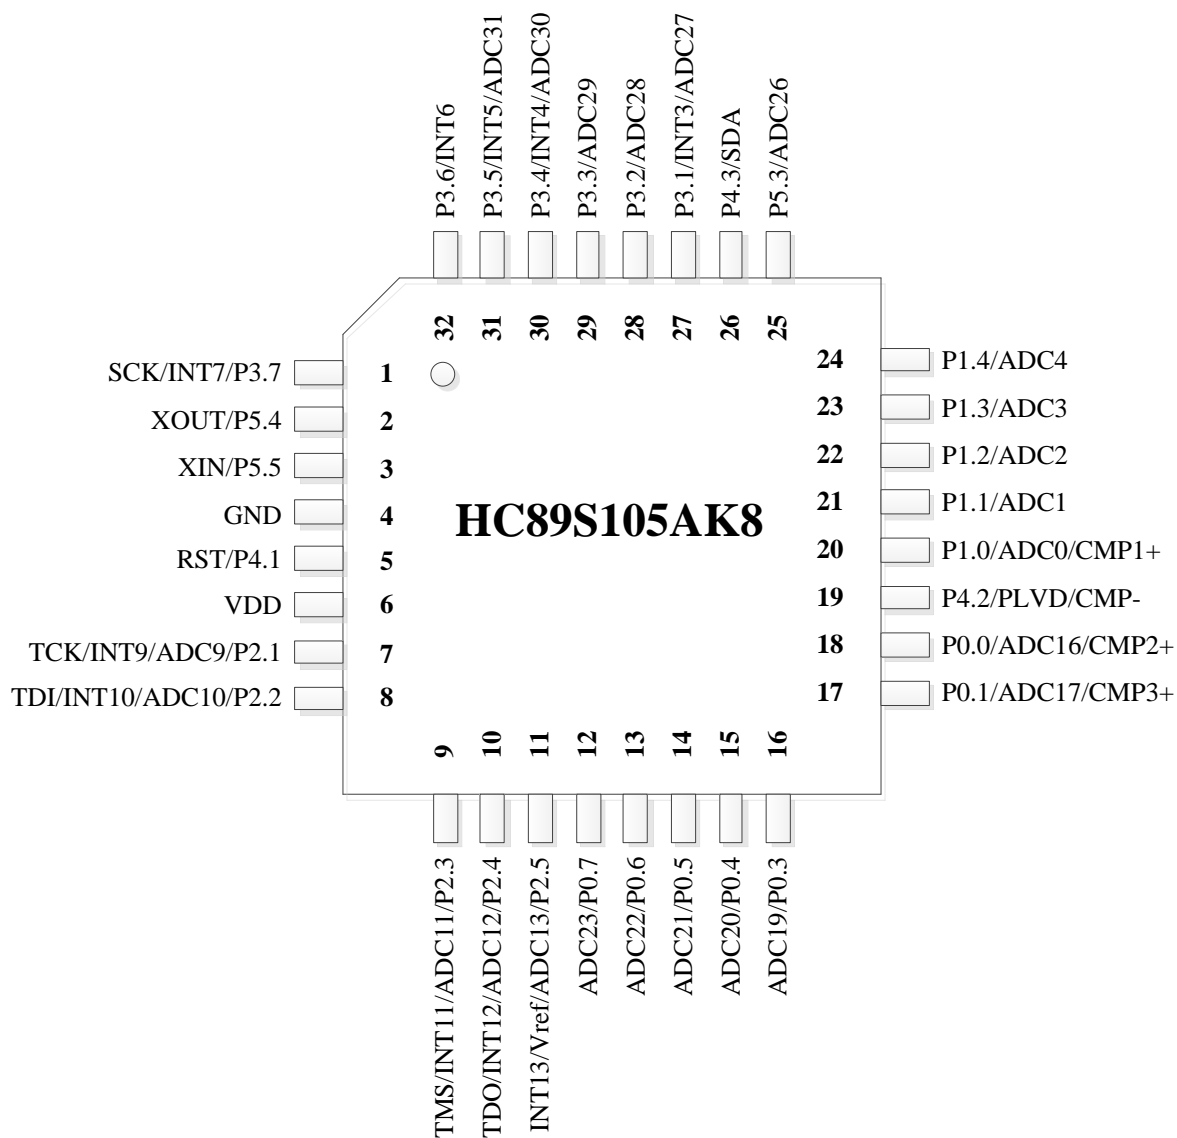 P3.6/INT6
P3.5/INT5/ADC31
P3.4/INT4/ADC30
P3.3/ADC29
P3.2/ADC28
P3.1/INT3/ADC27
P4.3/SDA
P5.3/ADC26
32
31
30
29
28
27
26
25
SCK/INT7/P3.7
1
XOUT/P5.4
2
XIN/P5.5
3
GND
4
RST/P4.1
5
VDD
6
TCK/INT9/ADC9/P2.1
7
TDI/INT10/ADC10/P2.2
8
HC89S105AK8
24
P1.4/ADC4
23
P1.3/ADC3
22
P1.2/ADC2
21
P1.1/ADC1
20
P1.0/ADC0/CMP1+
19
P4.2/PLVD/CMP-
18
P0.0/ADC16/CMP2+
17
P0.1/ADC17/CMP3+
9
10
11
12
13
14
15
16
TMS/INT11/ADC11/P2.3
TDO/INT12/ADC12/P2.4
INT13/Vref/ADC13/P2.5
ADC23/P0.7
ADC22/P0.6
ADC21/P0.5
ADC20/P0.4
ADC19/P0.3